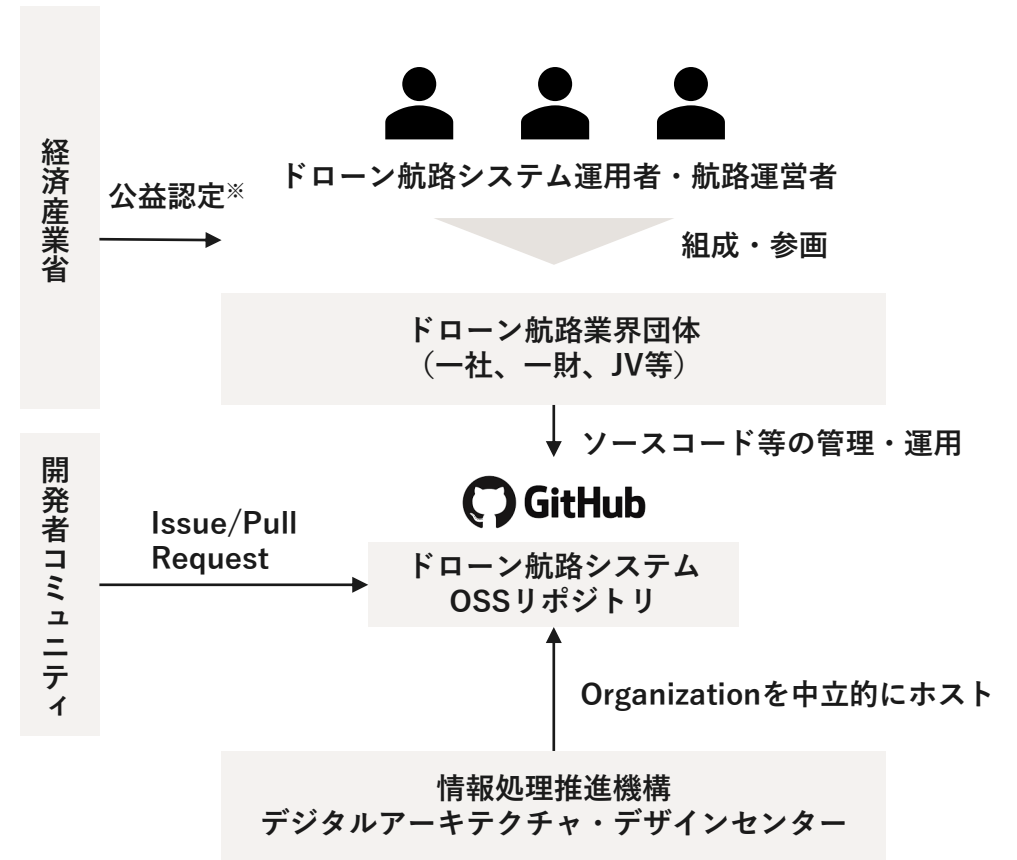 経済産業省
公益認定※
ドローン航路システム運用者・航路運営者
組成・参画
ドローン航路業界団体
（一社、一財、JV等）
ソースコード等の管理・運用
開発者コミュニティ
Issue/Pull
Request
GitHub
ドローン航路システム
OSSリポジトリ
Organizationを中立的にホスト
情報処理推進機構
デジタルアーキテクチャ・デザインセンター